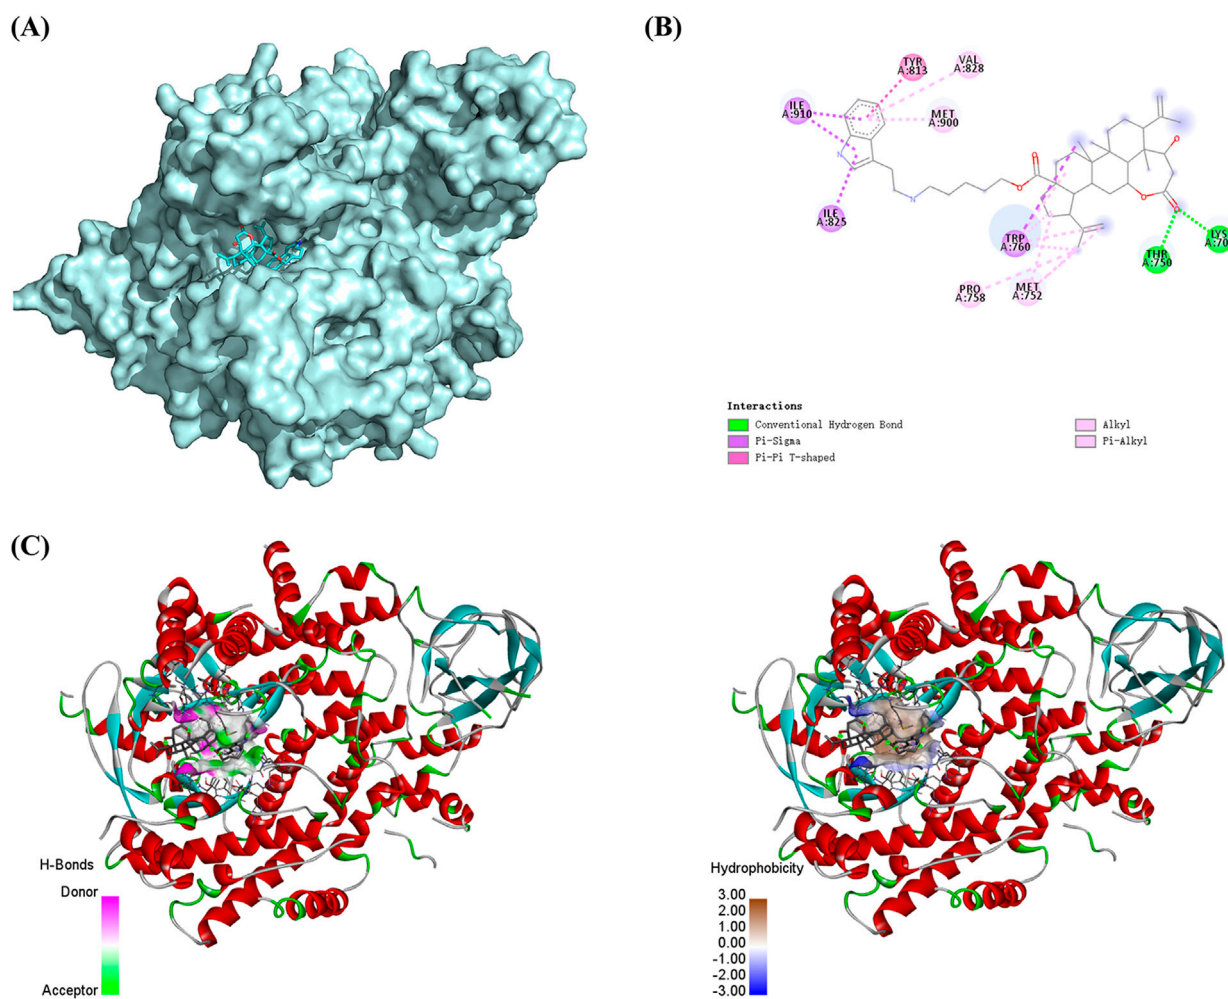 (A)
(B)
TYR
A:813
VAL
A:828
ILE
A:910
MET
A:900
N
N
O
O
O
O
O
ILE
A:825
TRP
A:760
THR
A:750
LYS
PRO
A:758
MET
A:752
Interactions
Conventional Hydrogen Bond
Pi-Sigma
Pi-Pi T-shaped
Alkyl
Pi-Alkyl
(C)
H-Bonds
Donor
Acceptor
Hydrophobicity
3.00
2.00
1.00
0.00
-1.00
-2.00
-3.00